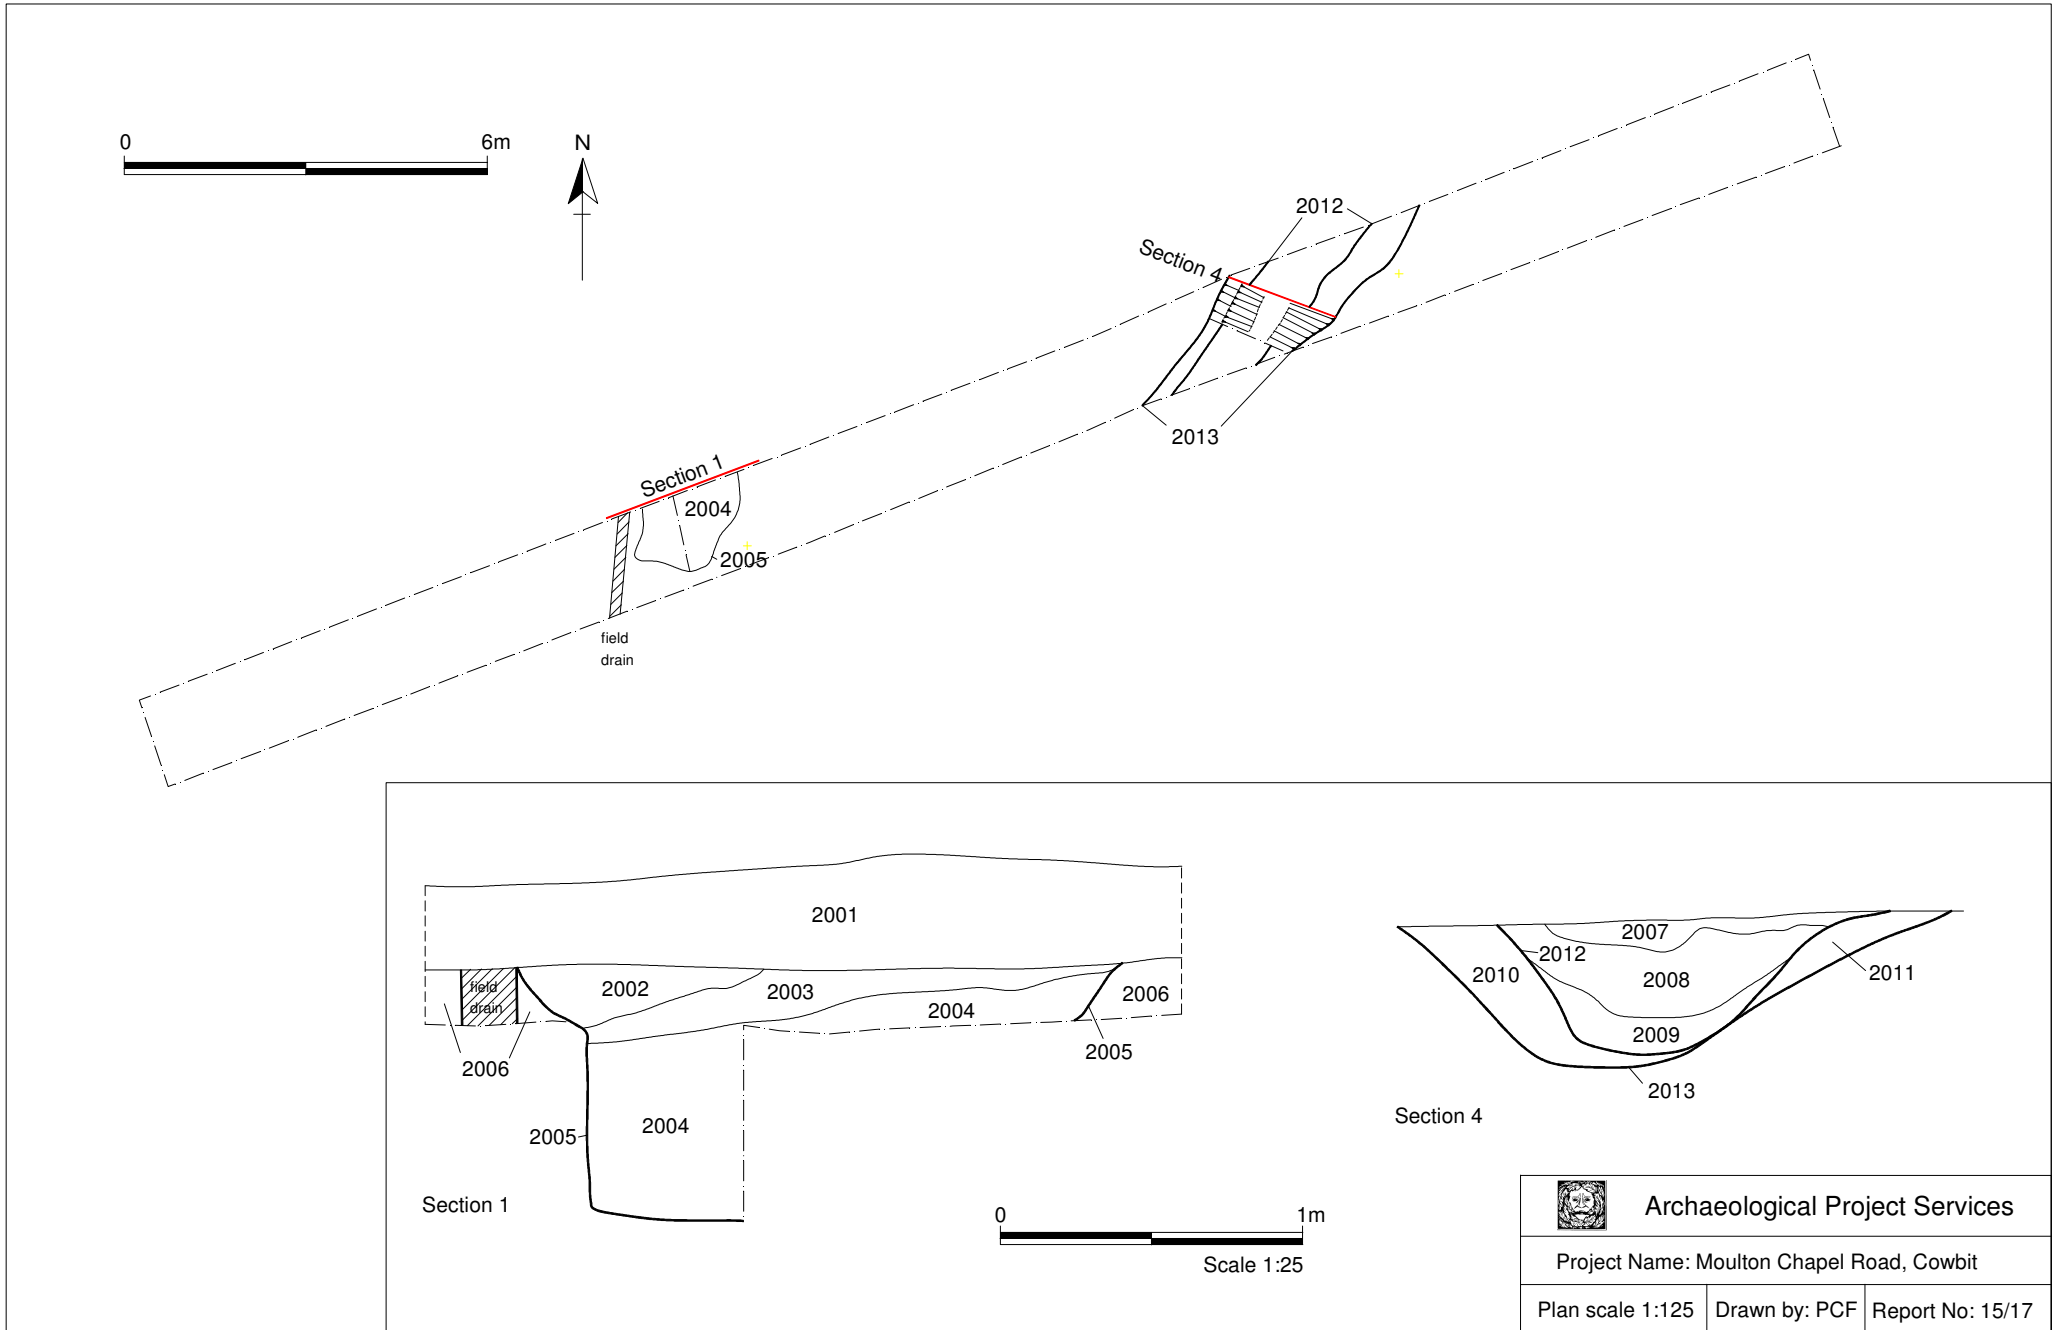 0 6m
N
2012
Section 4
2013
Section 1
2004
2005
field
drain
2001
2002
2003
2004
2006
field
drain
2006
2005
2004
2005
Section 1
0 1m
Scale 1:25
2007
2012
2008
2010
2011
2009
2013
Section 4
Archaeological Project Services
Project Name: Moulton Chapel Road, Cowbit
Plan scale 1:125
Drawn by: PCF
Report No: 15/17